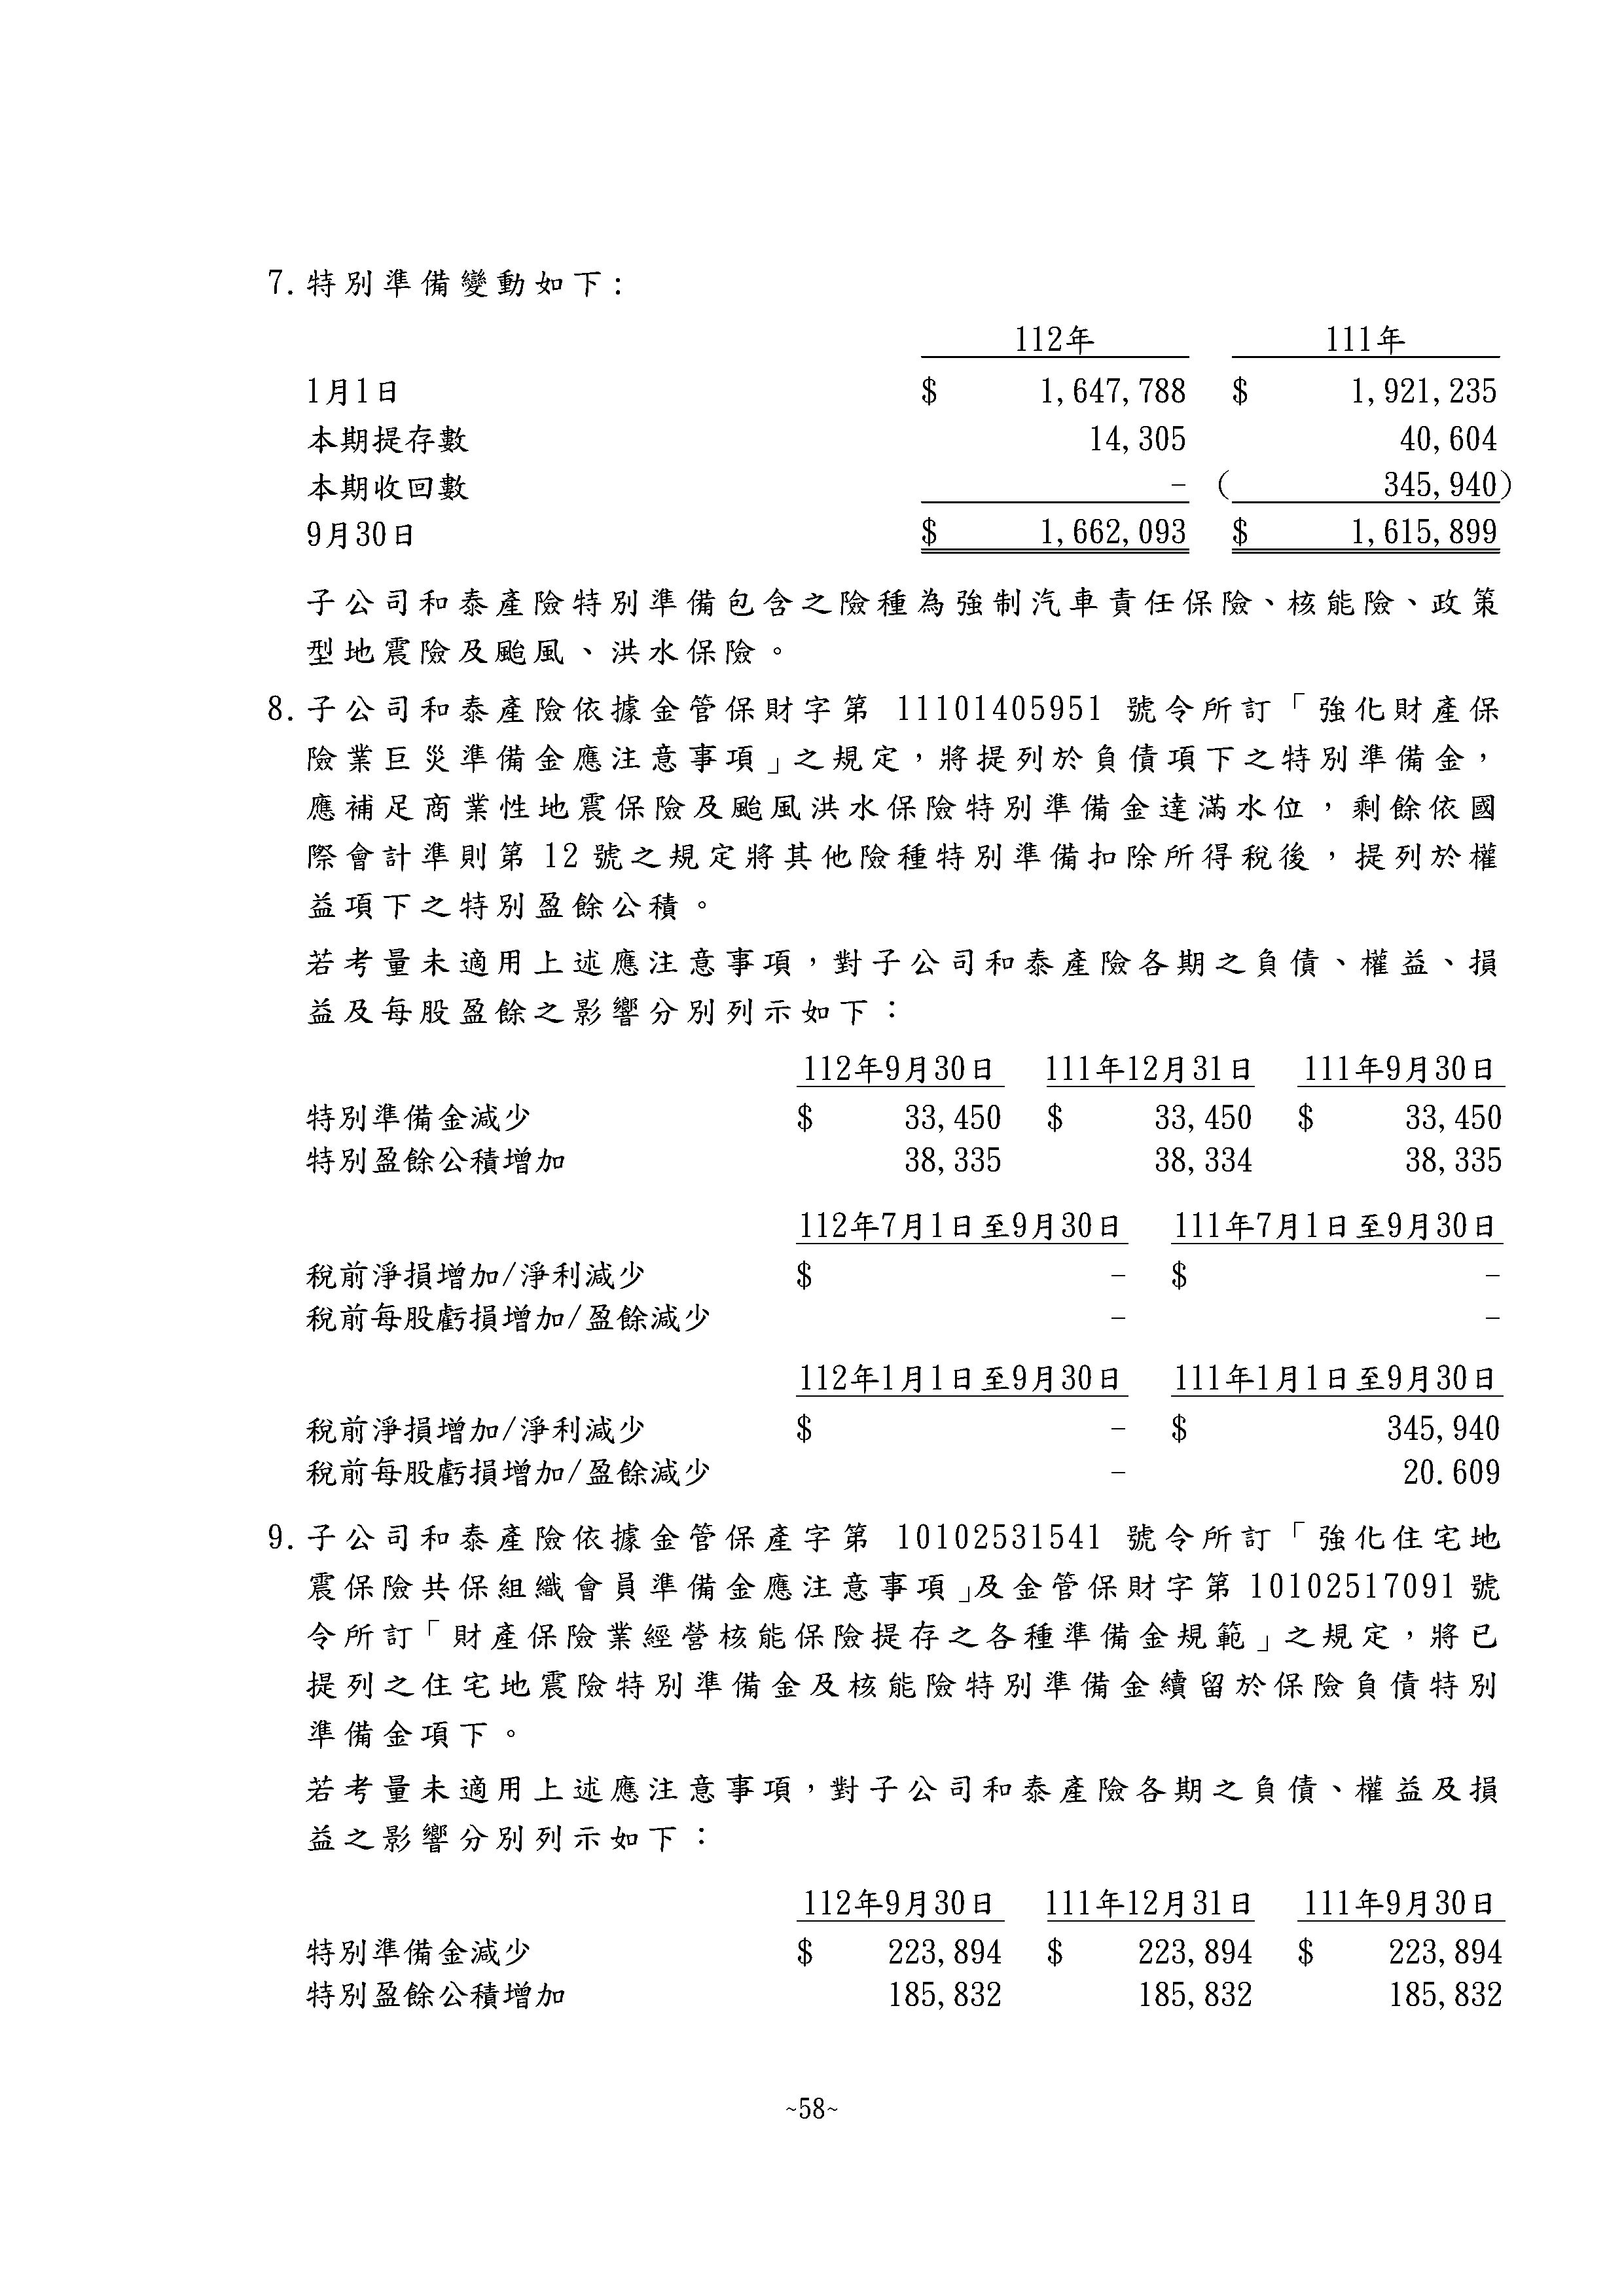 7.特別準備變動如下:
112年 111年
1月1日 $ 1,647,788 $ 1,921,235
本期提存數 14,305 40,604
本期收回數 - ( 345,940)
9月30日 $ 1,662,093 $ 1,615,899
子公司和泰產險特別準備包含之險種為強制汽車責任保險、核能險、政策
型地震險及颱風、洪水保險。
8.子公司和泰產險依據金管保財字第 11101405951 號令所訂「強化財產保
險業巨災準備金應注意事項」之規定，將提列於負債項下之特別準備金，
應補足商業性地震保險及颱風洪水保險特別準備金達滿水位，剩餘依國
際會計準則第 12 號之規定將其他險種特別準備扣除所得稅後，提列於權
益項下之特別盈餘公積。
若考量未適用上述應注意事項，對子公司和泰產險各期之負債、權益、損
益及每股盈餘之影響分別列示如下：
112年9月30日 111年12月31日 111年9月30日
特別準備金減少 $ 33,450 $ 33,450 $ 33,450
特別盈餘公積增加 38,335 38,334 38,335
112年7月1日至9月30日 111年7月1日至9月30日
稅前淨損增加/淨利減少 $ - $ -
稅前每股虧損增加/盈餘減少 - -
112年1月1日至9月30日 111年1月1日至9月30日
稅前淨損增加/淨利減少 $ - $ 345,940
稅前每股虧損增加/盈餘減少 - 20.609
9.子公司和泰產險依據金管保產字第 10102531541 號令所訂「強化住宅地
震保險共保組織會員準備金應注意事項」及金管保財字第 10102517091 號
令所訂「財產保險業經營核能保險提存之各種準備金規範」之規定，將已
提列之住宅地震險特別準備金及核能險特別準備金續留於保險負債特別
準備金項下。
若考量未適用上述應注意事項，對子公司和泰產險各期之負債、權益及損
益之影響分別列示如下：
112年9月30日 111年12月31日 111年9月30日
特別準備金減少 $ 223,894 $ 223,894 $ 223,894
特別盈餘公積增加 185,832 185,832 185,832
~58~